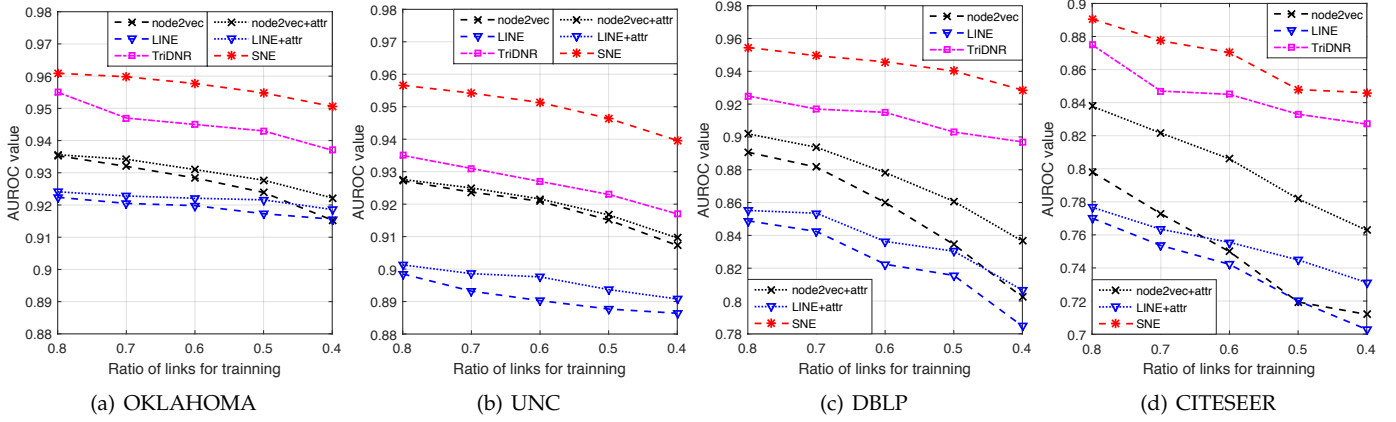 0.98
0.97
0.96
0.95
0.94
0.93
0.92
0.91
0.9
0.89
0.88
AUROC value
node2vec
LINE
TriDNR
node2vec+attr
LINE+attr
SNE
0.8 0.7 0.6 0.5 0.4
Ratio of links for trainning
(a) OKLAHOMA
0.98
0.97
0.96
0.95
0.94
0.93
0.92
0.91
0.9
0.89
0.88
AUROC value
node2vec
LINE
TriDNR
node2vec+attr
LINE+attr
SNE
0.8 0.7 0.6 0.5 0.4
Ratio of links for trainning
(b) UNC
0.98
0.96
0.94
0.92
0.9
0.88
0.86
0.84
0.82
0.8
0.78
AUROC value
node2vec
LINE
TriDNR
node2vec+attr
LINE+attr
SNE
0.8 0.7 0.6 0.5 0.4
Ratio of links for trainning
(c) DBLP
0.9
0.88
0.86
0.84
0.82
0.8
0.78
0.76
0.74
0.72
0.7
AUROC value
node2vec
LINE
TriDNR
node2vec+attr
LINE+attr
SNE
0.8 0.7 0.6 0.5 0.4
Ratio of links for trainning
(d) CITESEER